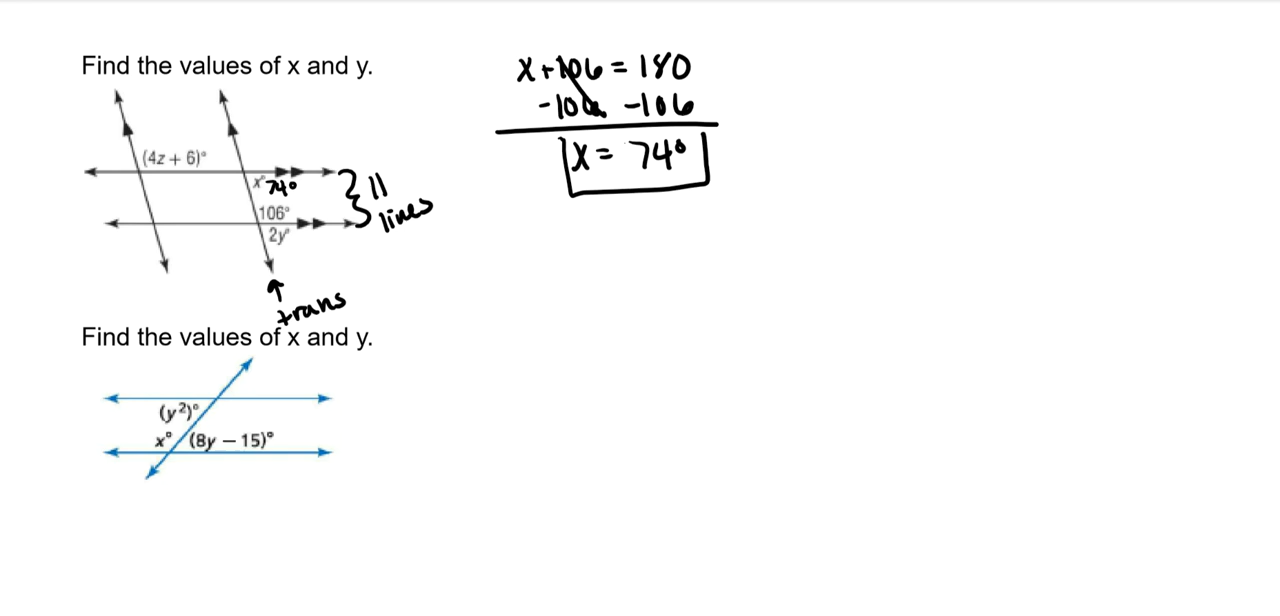 Find the values of x and y.
x + 106 = 180
-106 -106
x = 74°
(4z + 6)°
x° 74°
106°
2y°
} 11 lines
↑
trans
Find the values of x and y.
(y²)°
x° (8y – 15)°